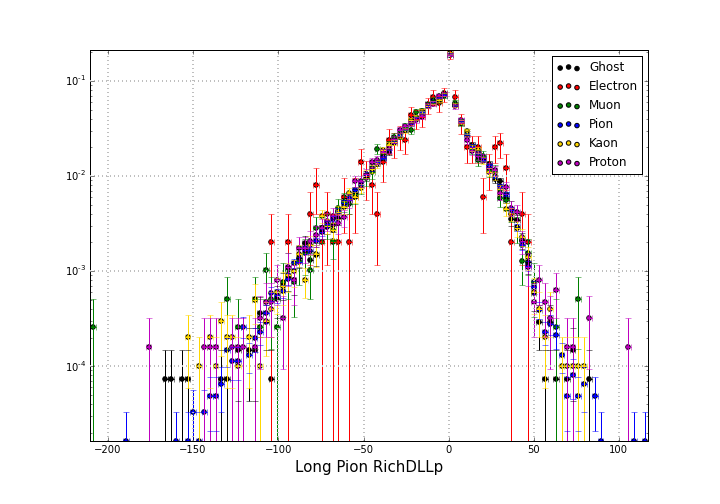 10⁻¹
10⁻²
10⁻³
10⁻⁴
Ghost
Electron
Muon
Pion
Kaon
Proton
−200 −150 −100 −50 0 50 100
Long Pion RichDLLp